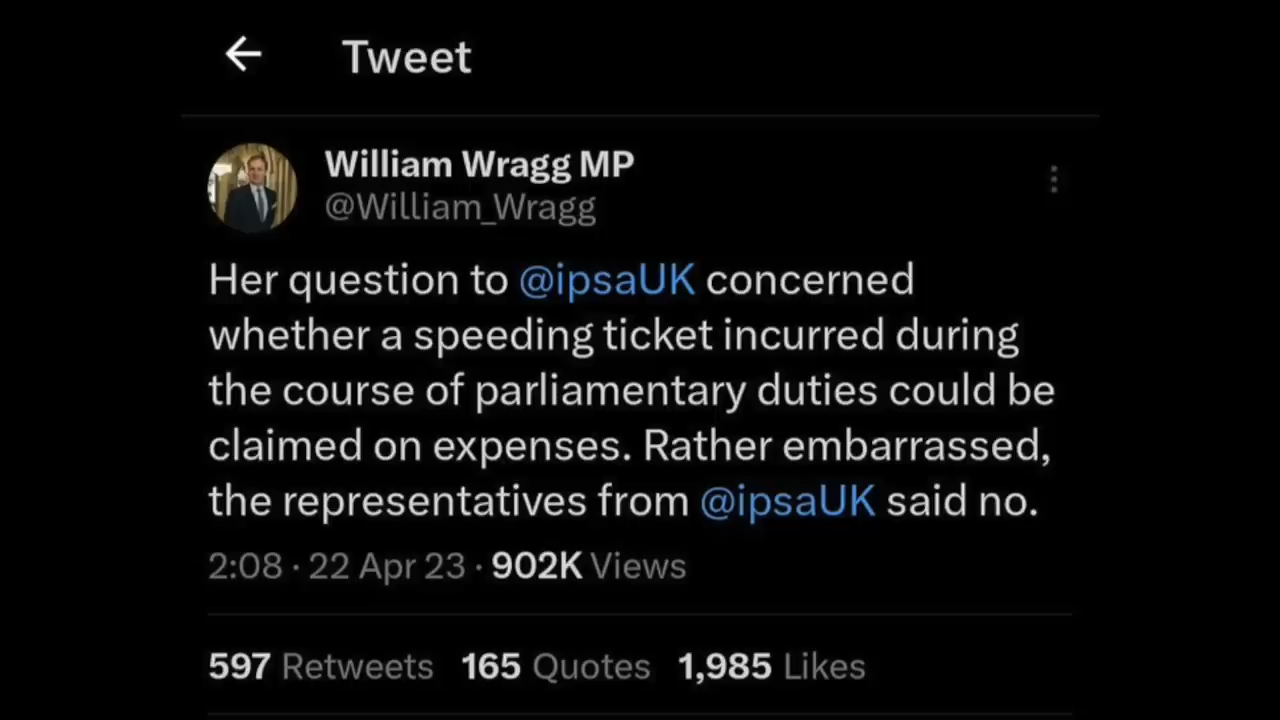 Tweet
William Wragg MP
@William_Wragg
Her question to @ipsaUK concerned
whether a speeding ticket incurred during
the course of parliamentary duties could be
claimed on expenses. Rather embarrassed,
the representatives from @ipsaUK said no.
2:08 · 22 Apr 23 · 902K Views
597 Retweets 165 Quotes 1,985 Likes